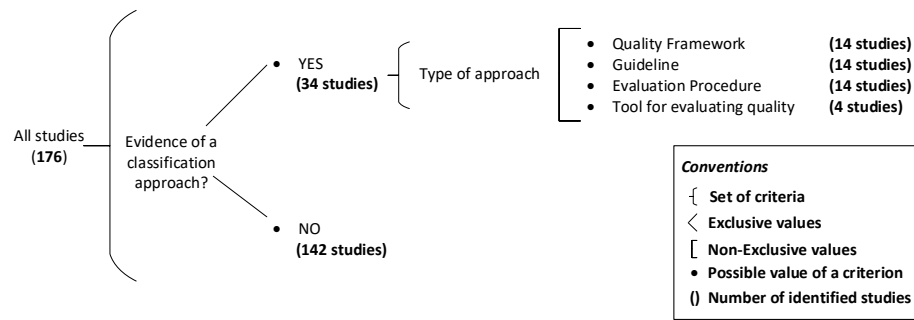 All studies
(176)
Evidence of a
classification
approach?
• YES
(34 studies)
Type of approach
• Quality Framework (14 studies)
• Guideline (14 studies)
• Evaluation Procedure (14 studies)
• Tool for evaluating quality (4 studies)
• NO
(142 studies)
Conventions
{ Set of criteria
< Exclusive values
[ Non-Exclusive values
• Possible value of a criterion
() Number of identified studies